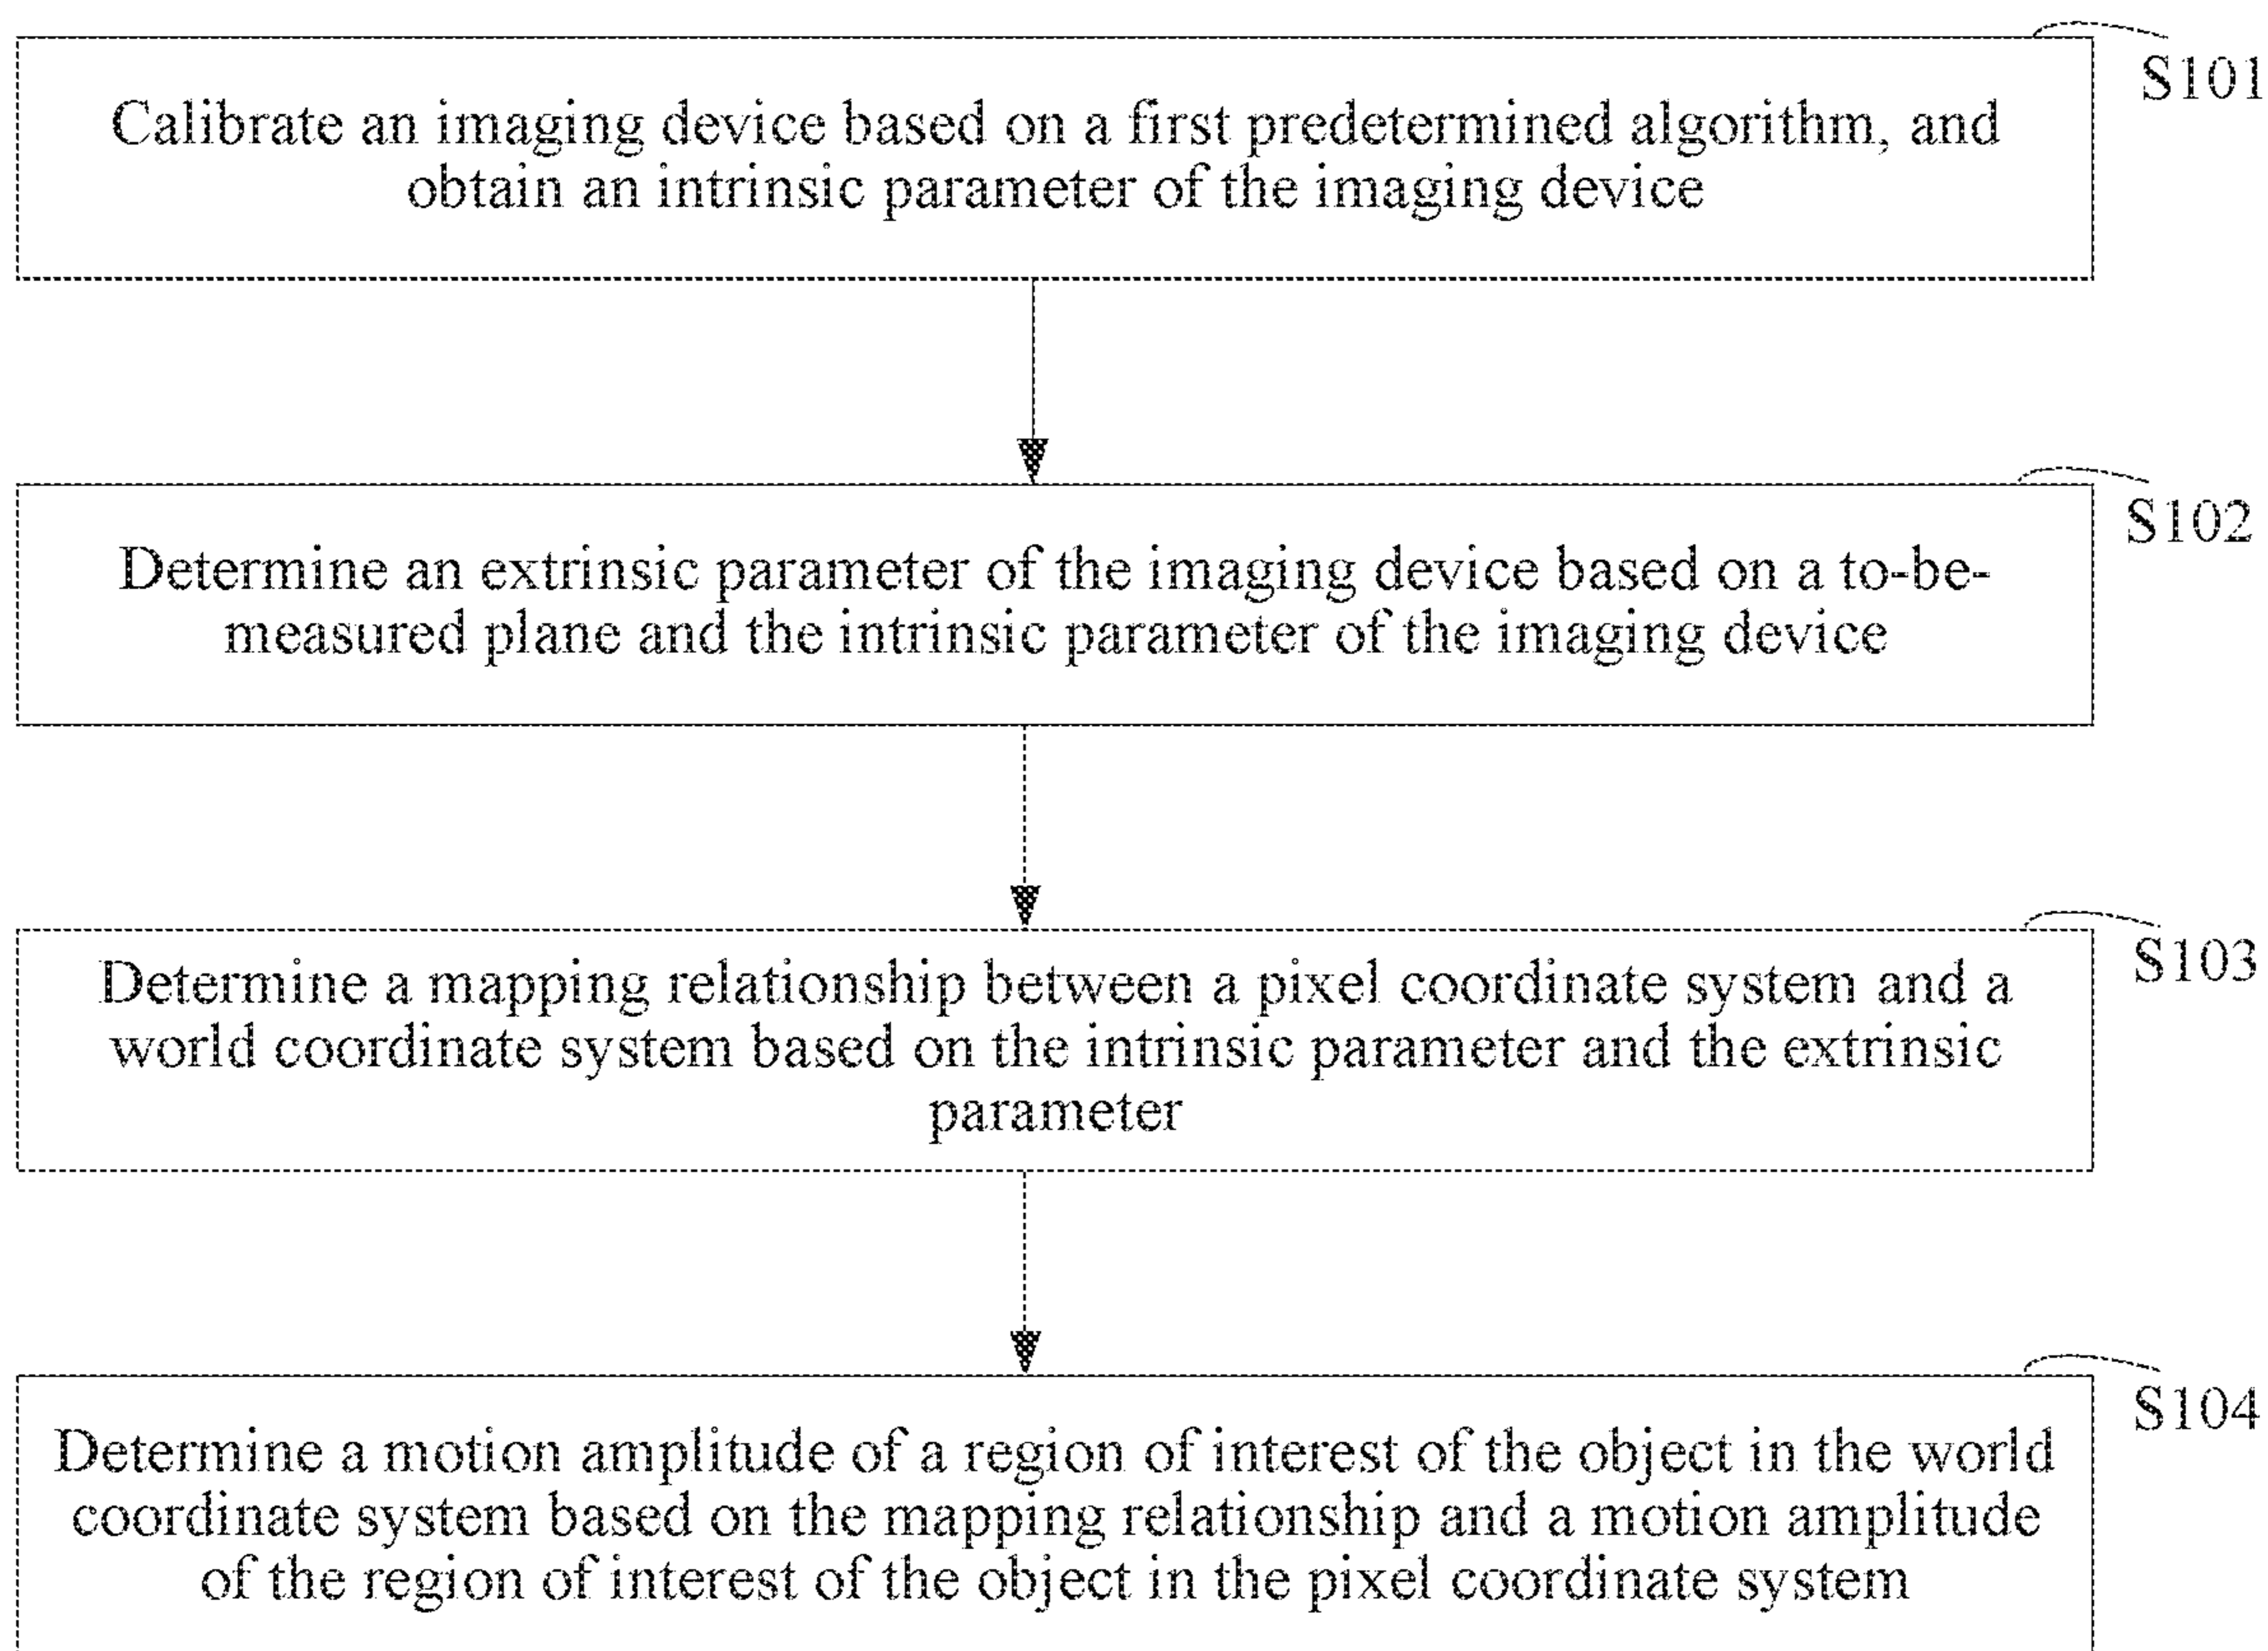 S101
Calibrate an imaging device based on a first predetermined algorithm, and
obtain an intrinsic parameter of the imaging device
S102
Determine an extrinsic parameter of the imaging device based on a to-be-
measured plane and the intrinsic parameter of the imaging device
S103
Determine a mapping relationship between a pixel coordinate system and a
world coordinate system based on the intrinsic parameter and the extrinsic
parameter
S104
Determine a motion amplitude of a region of interest of the object in the world
coordinate system based on the mapping relationship and a motion amplitude
of the region of interest of the object in the pixel coordinate system